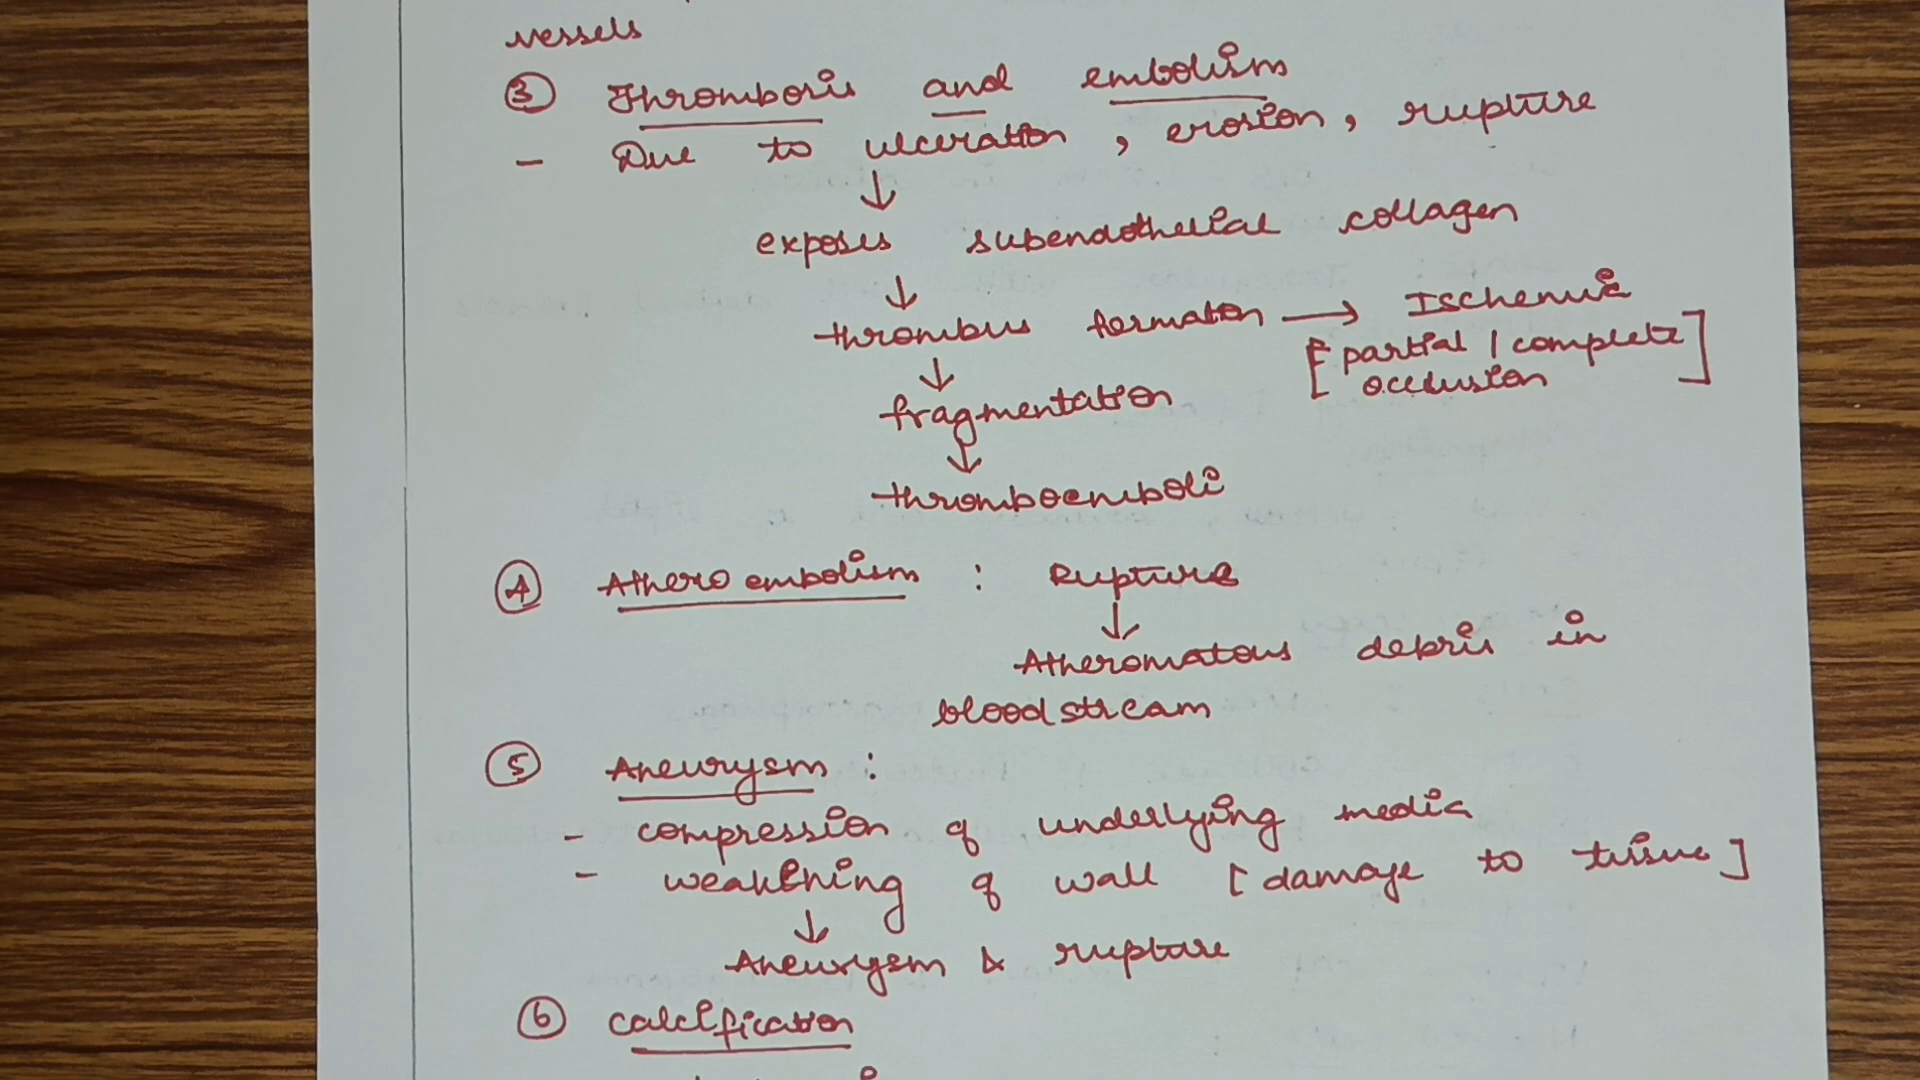 vessels
③ Thrombosis and embolism
- Due to ulceration, erosion, rupture
↓
exposes subendothelial collagen
↓
thrombus formation → Ischemia
[partial / complete occlusion]
↓
fragmentation
↓
thromboemboli
④ Athero embolism : Rupture
↓
Atheromatous debris in
blood stream
⑤ Aneurysm :
- compression of underlying media
- weakening of wall [damage to tissue]
↓
Aneurysm & rupture
⑥ calcification